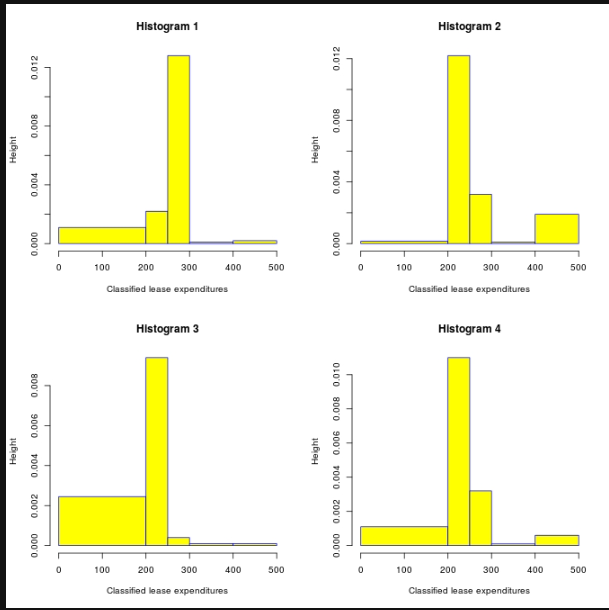 Histogram 1
Height
0.000 0.004 0.008 0.012
0 100 200 300 400 500
Classified lease expenditures
Histogram 2
Height
0.000 0.004 0.008 0.012
0 100 200 300 400 500
Classified lease expenditures
Histogram 3
Height
0.000 0.002 0.004 0.006 0.008
0 100 200 300 400 500
Classified lease expenditures
Histogram 4
Height
0.000 0.002 0.004 0.006 0.008 0.010
0 100 200 300 400 500
Classified lease expenditures